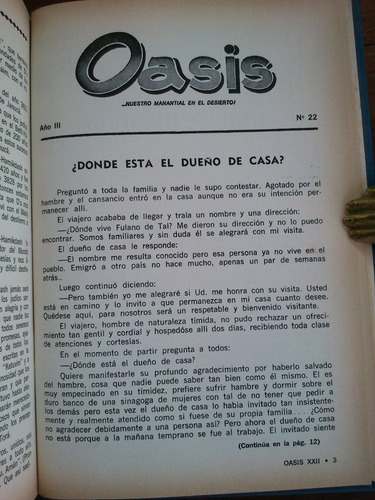 Oasis
...NUESTRO MANANTIAL EN EL DESIERTO!
Año III
Nº 22
¿DONDE ESTA EL DUEÑO DE CASA?
Preguntó a toda la familia y nadie le supo contestar. Agotado por el
hambre y el cansancio entró en la casa aunque no era su intención per-
manecer allí.
El viajero acababa de llegar y traía un nombre y una dirección:
—¿Dónde vive Fulano de Tal? Me dieron su dirección y no lo puedo
encontrar. Somos familiares y sin duda él se alegrará con mi visita.
El dueño de casa le responde:
—El nombre me resulta conocido pero esa persona ya no vive en el
pueblo. Emigró a otro país no hace mucho, apenas un par de semanas
atrás..
Luego continuó diciendo:
—Pero también yo me alegraré si Ud. me honra con su visita. Usted
está en camino y lo invito a que permanezca en mi casa cuanto desee.
Quédese aquí, para nosotros será un respetable y bienvenido visitante.
El viajero, hombre de naturaleza tímida, no pudo rechazar un ofreci-
miento tan gentil y cordial y hospedóse allí dos días, recibiendo toda clase
de atenciones y cortesías.
En el momento de partir pregunta a todos:
—¿Dónde está el dueño de casa?
Quiere manifestarle su profundo agradecimiento por haberlo salvado
del hambre, cosa que nadie puede saber tan bien como él mismo. El es
muy empecinado en su timidez, prefiere sufrir hambre y dormir sobre el
duro banco de una sinagoga de mujeres con tal de no tener que pedir a
los demás pero esta vez el dueño de casa lo había invitado tan insistente-
mente y realmente atendido como si fuese de su propia familia... ¿Cómo
no agradecer debidamente a una persona así? Pero ahora el dueño de casa
no está porque a la mañana temprano se fue al trabajo. El invitado siente
(Continúa en la pág. 12)
OASIS XXII • 3